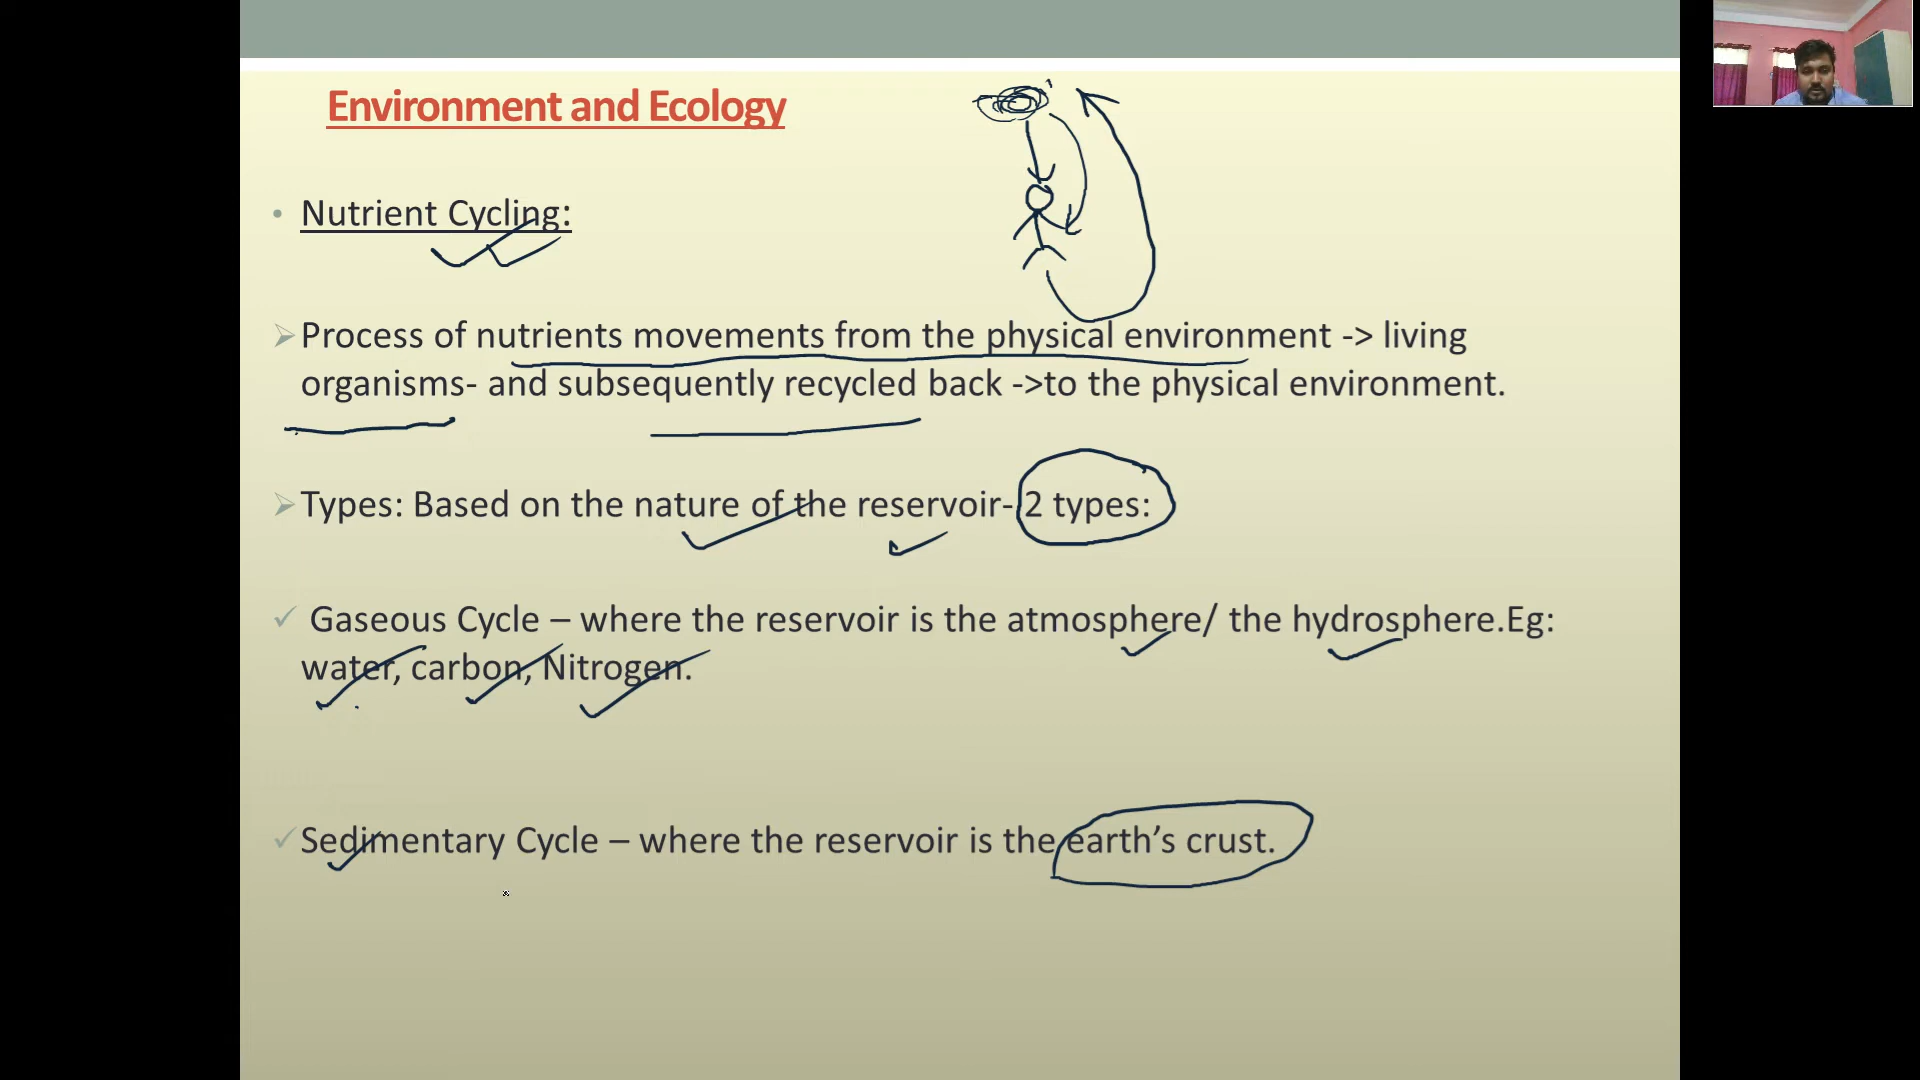 Environment and Ecology
• Nutrient Cycling:
Process of nutrients movements from the physical environment -> living
organisms- and subsequently recycled back ->to the physical environment.
Types: Based on the nature of the reservoir- 2 types:
Gaseous Cycle – where the reservoir is the atmosphere/ the hydrosphere.Eg:
water, carbon, Nitrogen.
Sedimentary Cycle – where the reservoir is the earth’s crust.